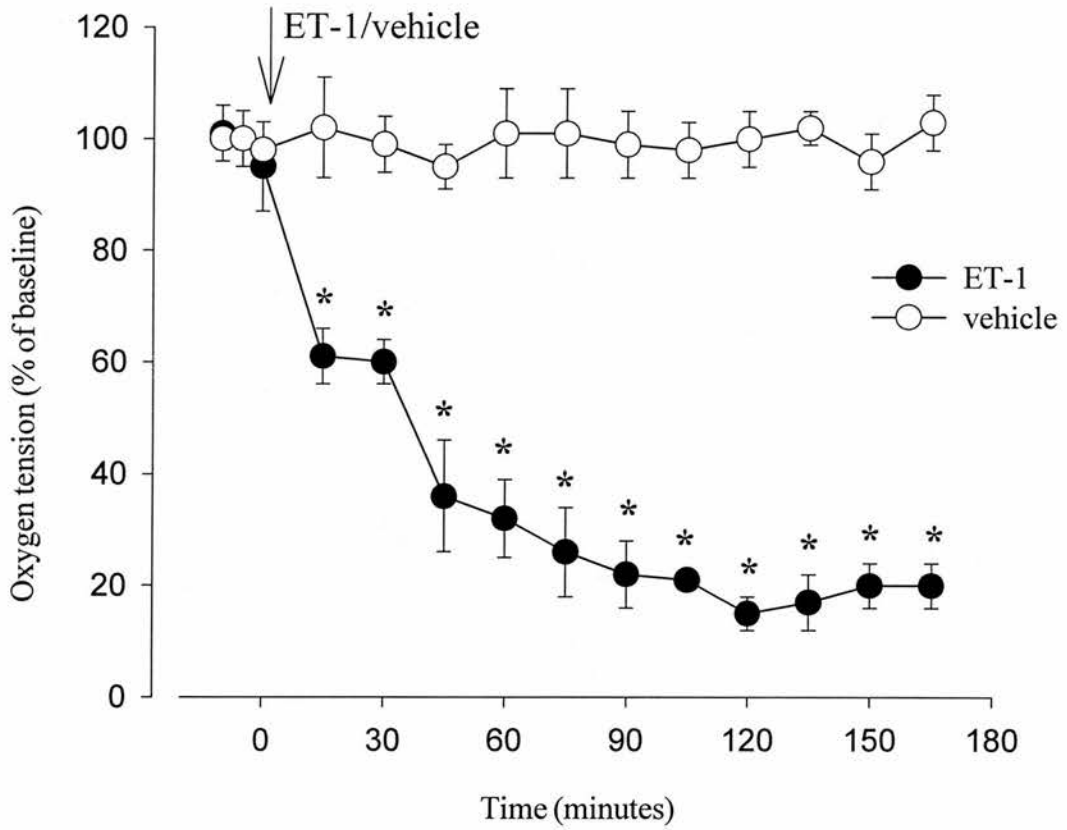 ET-1/vehicle
120
100
80
60
40
20
0
Oxygen tension (% of baseline)
ET-1
vehicle
* * * * * * * * * * *
0 30 60 90 120 150 180
Time (minutes)